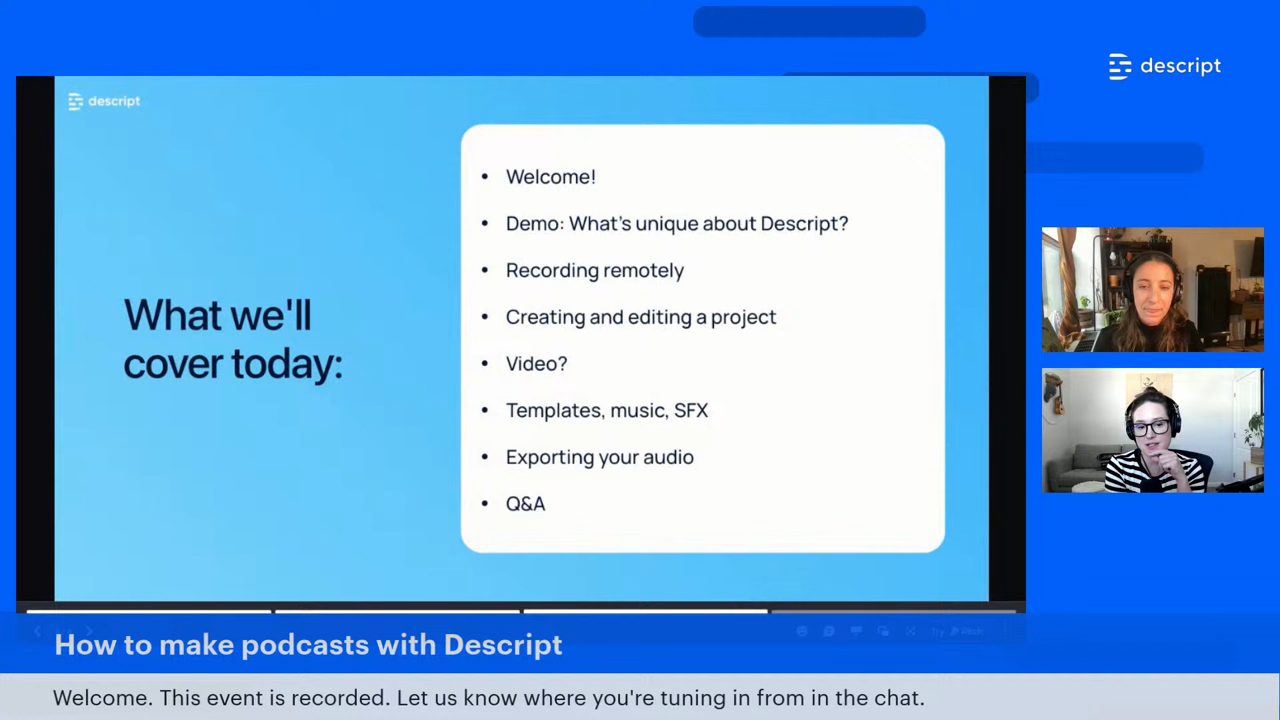 descript
descript
What we'll
cover today:
• Welcome!
• Demo: What's unique about Descript?
• Recording remotely
• Creating and editing a project
• Video?
• Templates, music, SFX
• Exporting your audio
• Q&A
Try Pitch
How to make podcasts with Descript
Welcome. This event is recorded. Let us know where you're tuning in from in the chat.